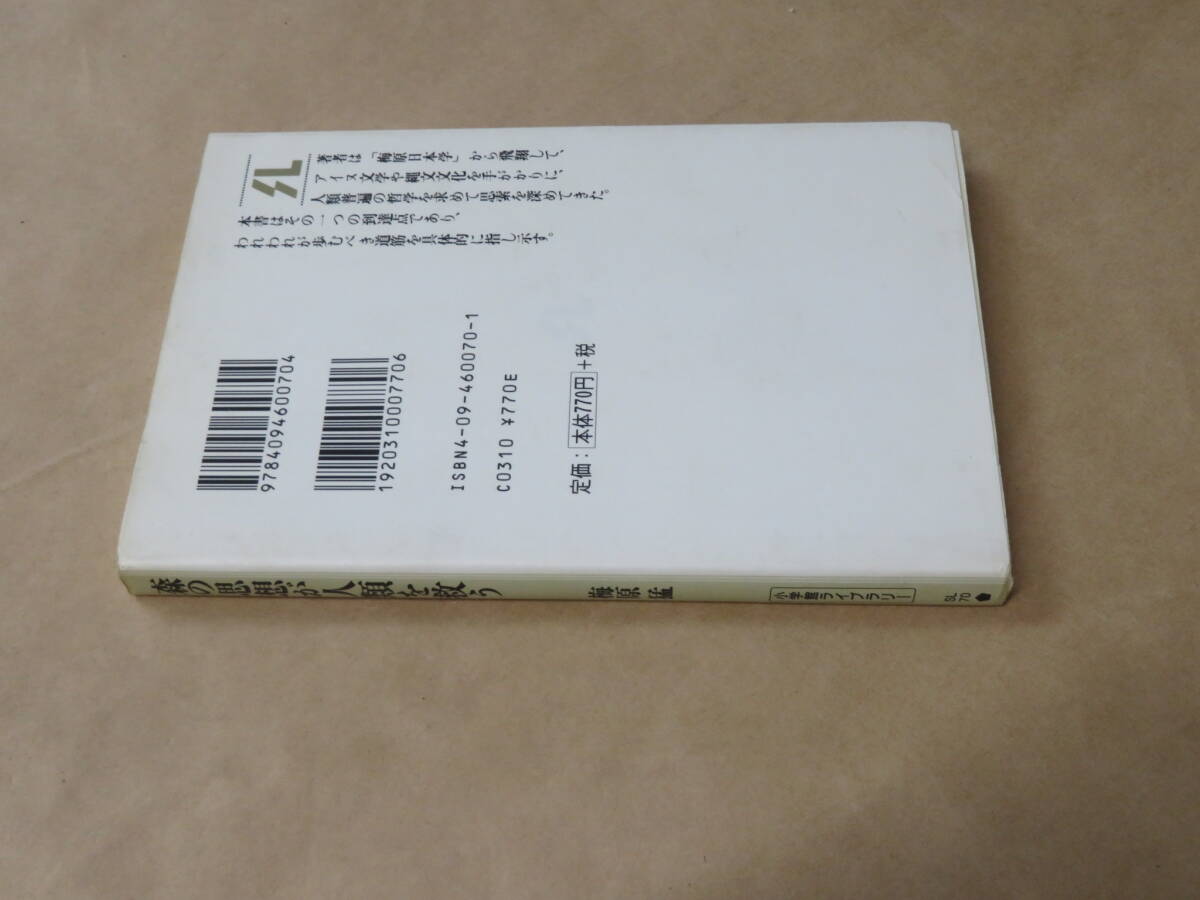 SL
著者は「梅原日本学」から飛翔して、
アイヌ文学や縄文文化を手がかりに、
人類普遍の哲学を求めて思索を深めてきた。
本書はその一つの到達点であり、
われわれが歩むべき道筋を具体的に指し示す。
9784094600704
1920310007706
ISBN4-09-460070-1
C0310 ¥770E
定価：本体770円+税
森の思想が人類を救う
梅原猛
小学館ライブラリー
SL
70